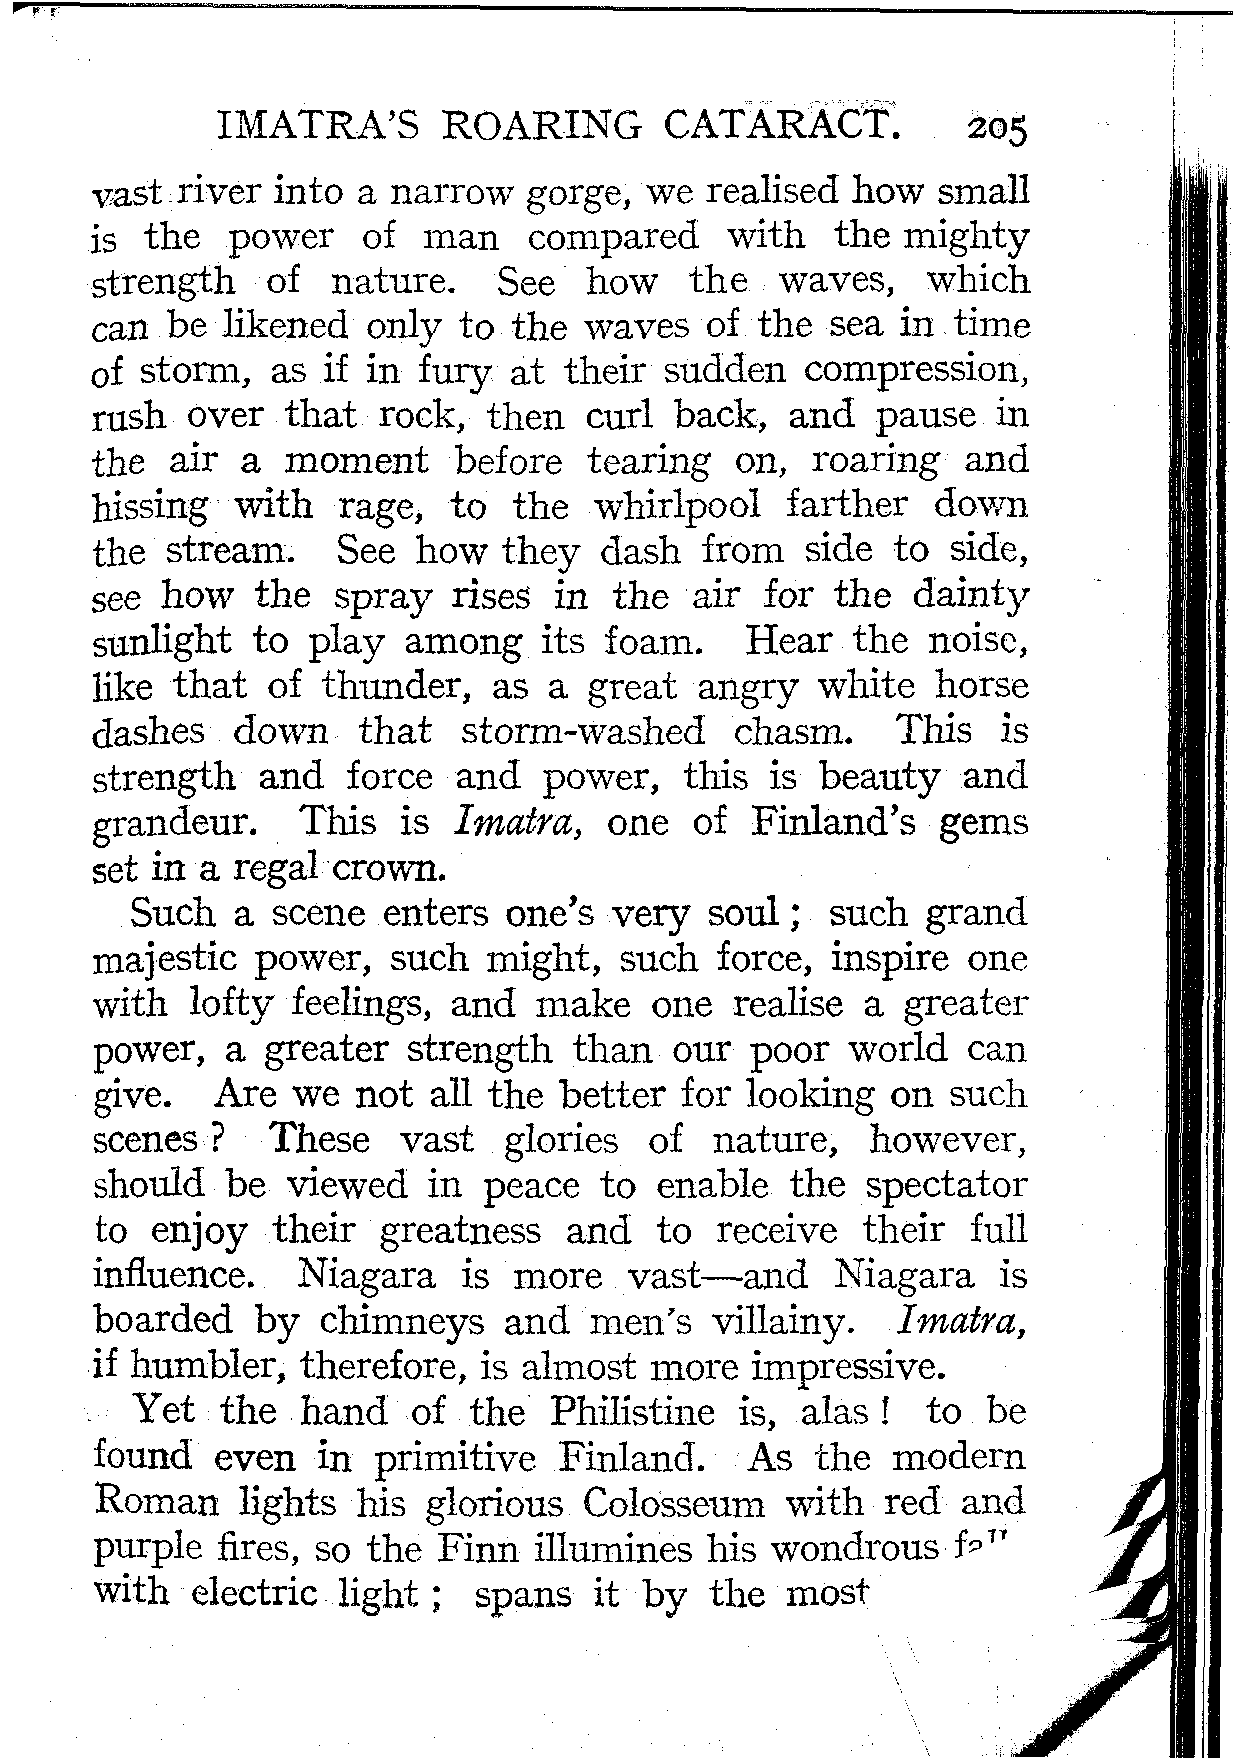 IMATRA'S ROARING CATARACT. 205
vast river into a narrow gorge, we realised how small
is the power of man compared with the mighty
strength of nature. See how the waves, which
can be likened only to the waves of the sea in time
of storm, as if in fury at their sudden compression,
rush over that rock, then curl back, and pause in
the air a moment before tearing on, roaring and
hissing with rage, to the whirlpool farther down
the stream. See how they dash from side to side,
see how the spray rises in the air for the dainty
sunlight to play among its foam. Hear the noise,
like that of thunder, as a great angry white horse
dashes down that storm-washed chasm. This is
strength and force and power, this is beauty and
grandeur. This is Imatra, one of Finland's gems
set in a regal crown.
Such a scene enters one's very soul ; such grand
majestic power, such might, such force, inspire one
with lofty feelings, and make one realise a greater
power, a greater strength than our poor world can
give. Are we not all the better for looking on such
scenes ? These vast glories of nature, however,
should be viewed in peace to enable the spectator
to enjoy their greatness and to receive their full
influence. Niagara is more vast—and Niagara is
boarded by chimneys and men's villainy. Imatra,
if humbler, therefore, is almost more impressive.
Yet the hand of the Philistine is, alas ! to be
found even in primitive Finland. As the modern
Roman lights his glorious Colosseum with red and
purple fires, so the Finn illumines his wondrous
with electric light ; spans it by the most